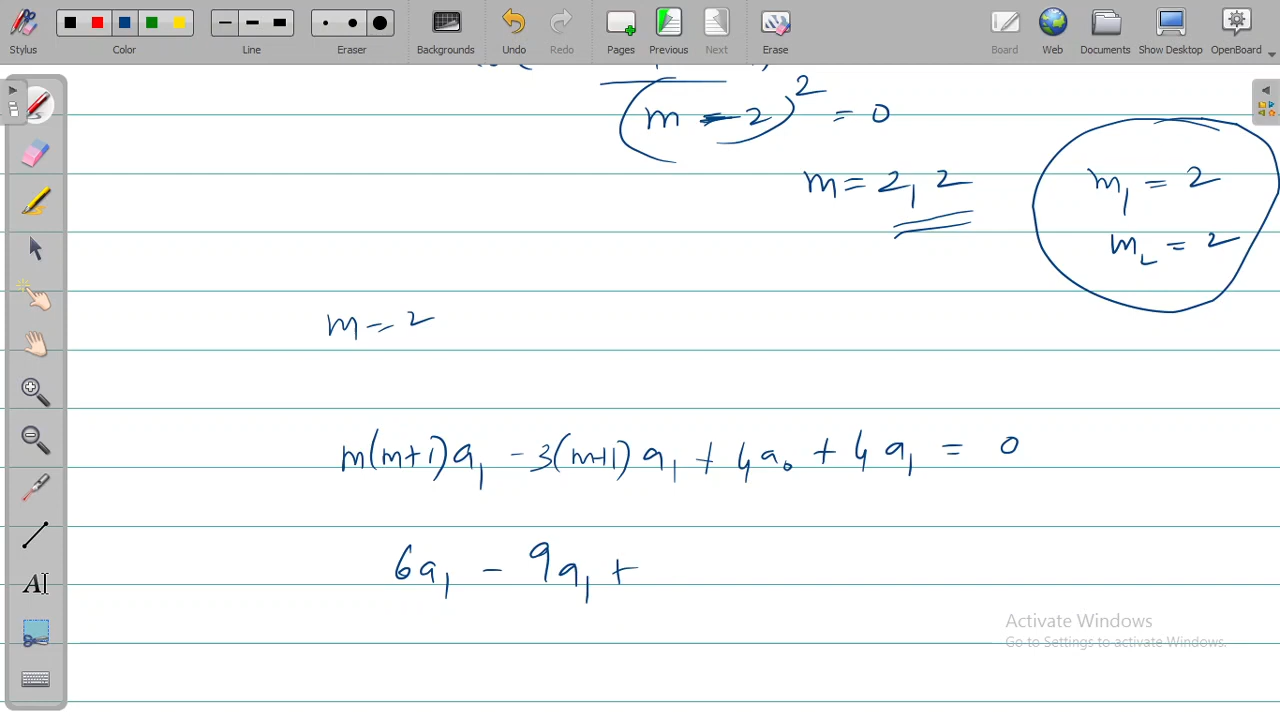 Stylus Color Line Eraser Backgrounds Undo Redo Pages Previous Next Erase Board Web Documents Show Desktop OpenBoard
(m - 2)² = 0
m = 2, 2
m₁ = 2
m₂ = 2
m = 2
m(m+1)a₁ - 3(m+1)a₁ + 4a₀ + 4a₁ = 0
6a₁ - 9a₁ +
Activate Windows
Go to Settings to activate Windows.